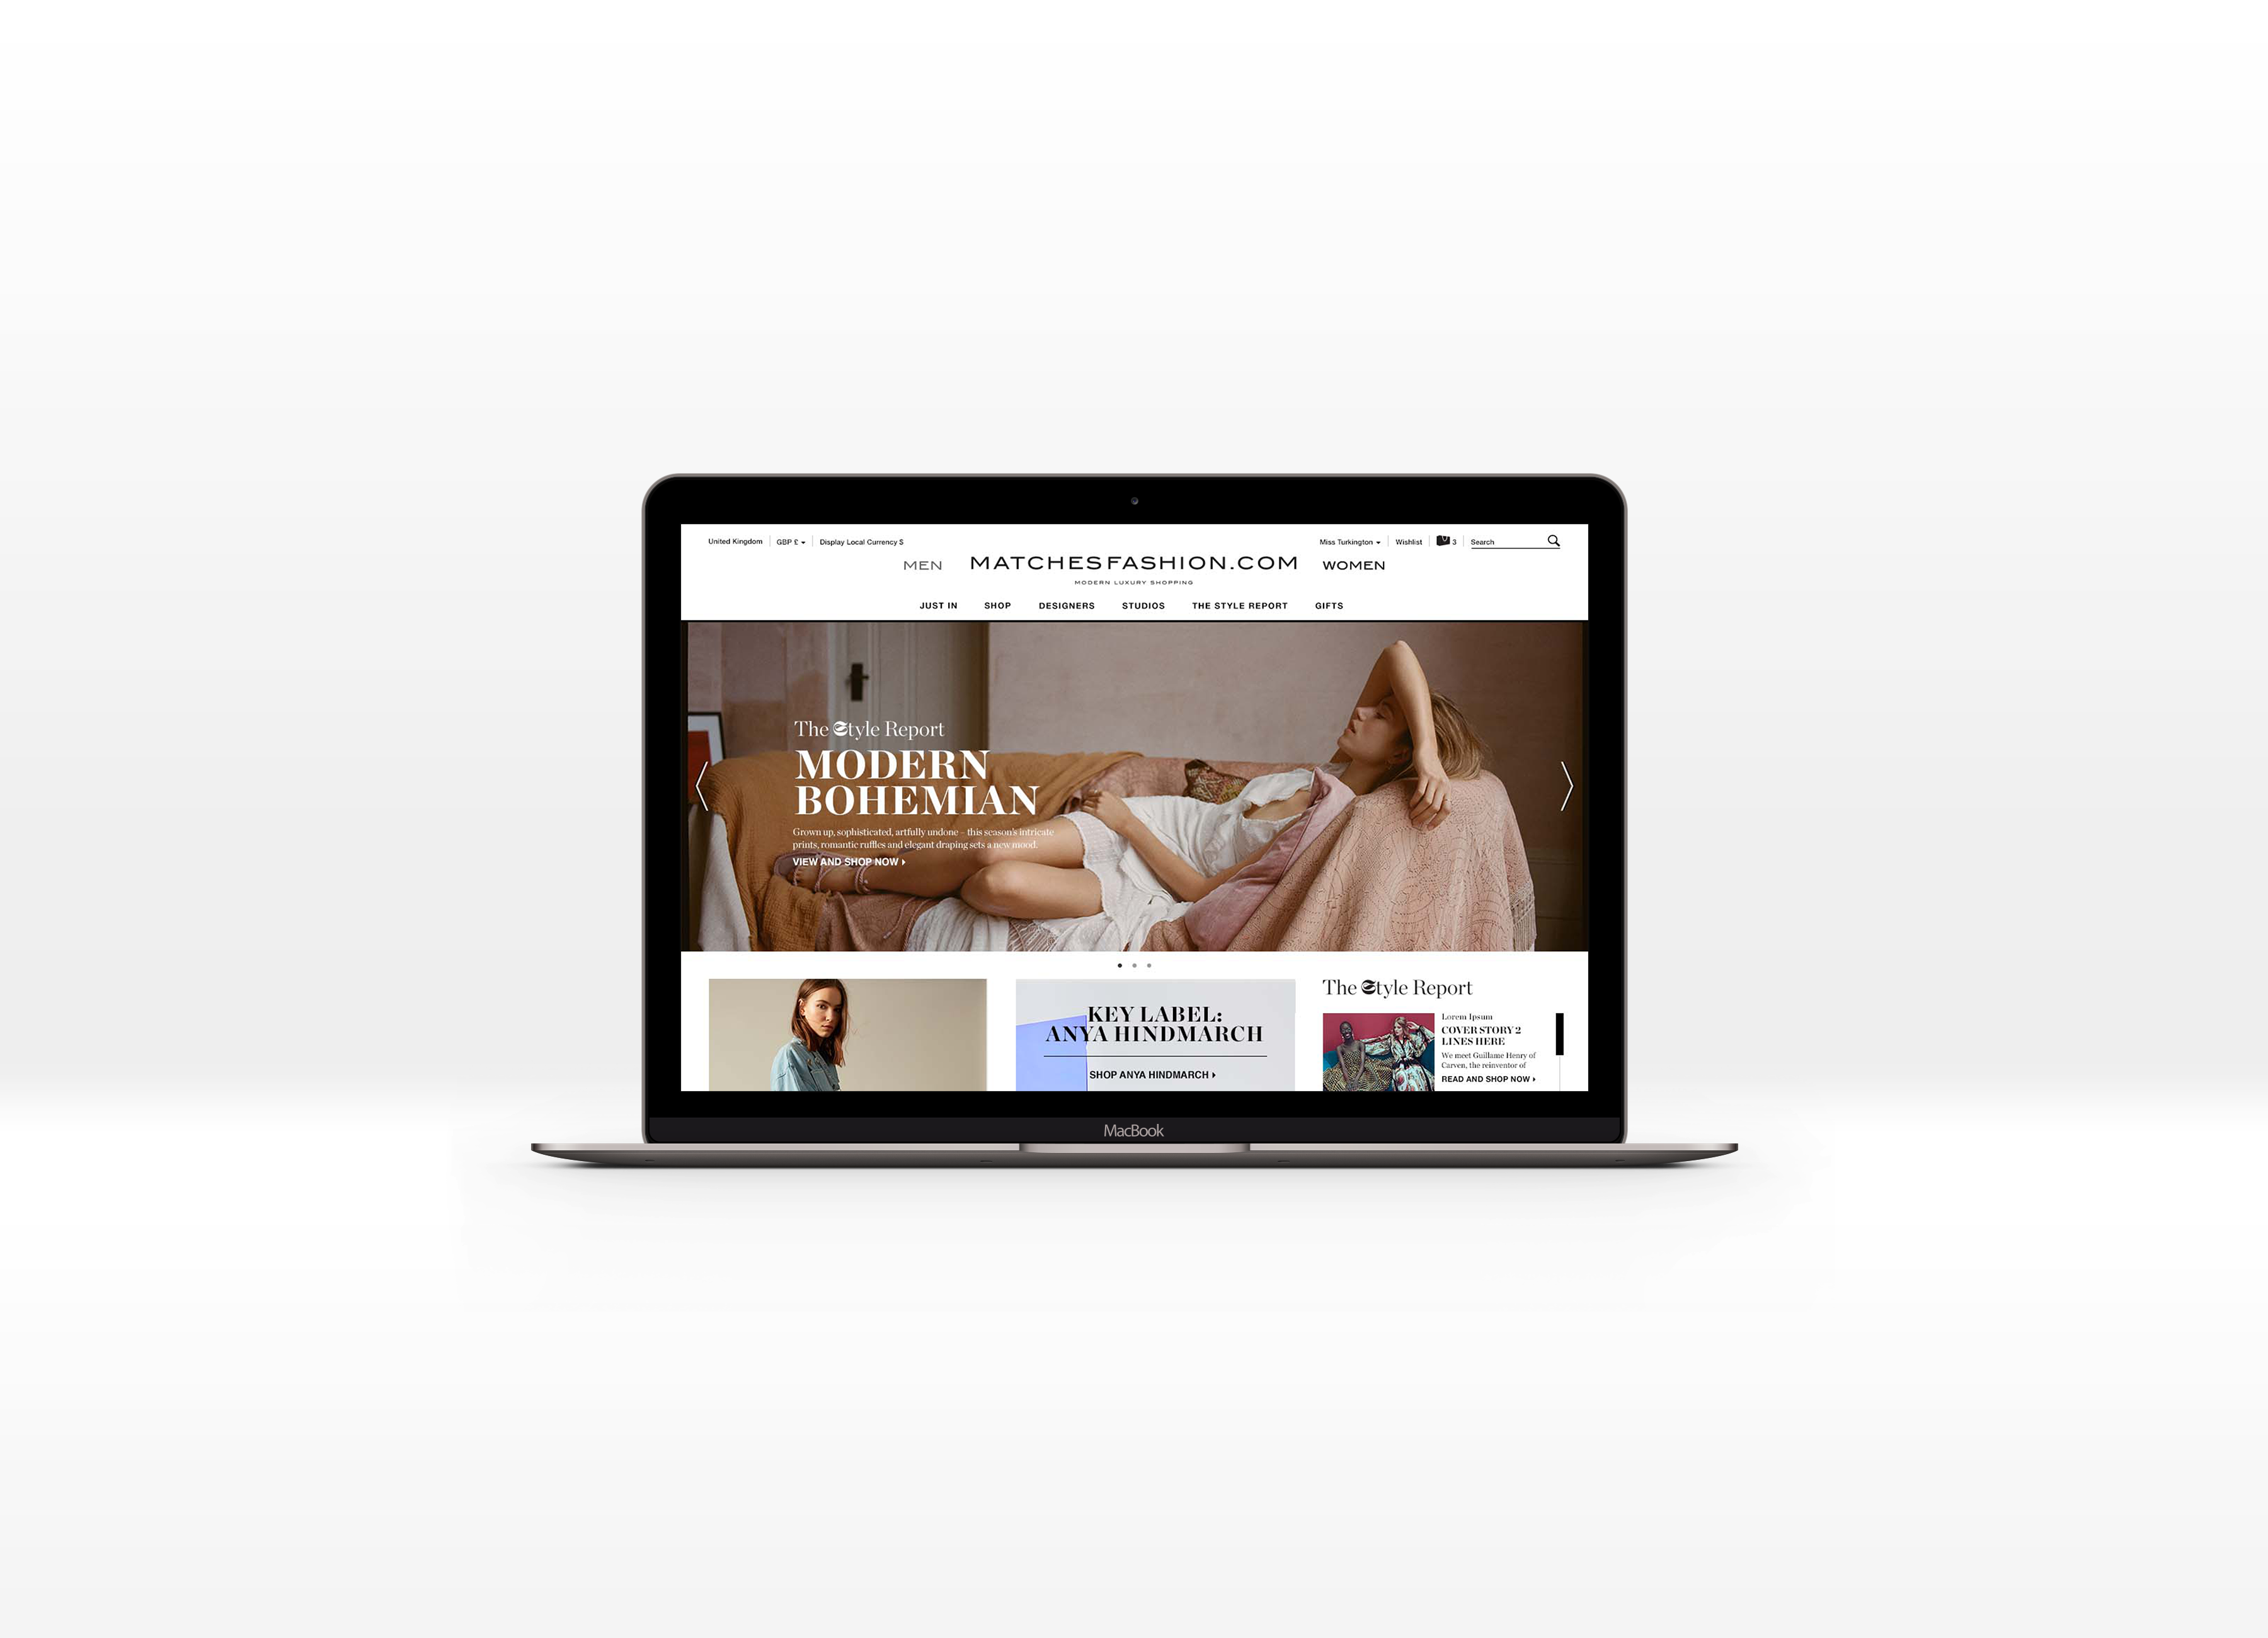 United Kingdom
GBP £
Display Local Currency $
Miss Turkington
Wishlist
3
Search
MEN
MATCHESFASHION.COM
WOMEN
MODERN LUXURY SHOPPING
JUST IN
SHOP
DESIGNERS
STUDIOS
THE STYLE REPORT
GIFTS
The Style Report
MODERN
BOHEMIAN
Grown up, sophisticated, artfully undone – this season's intricate
prints, romantic ruffles and elegant draping sets a new mood.
VIEW AND SHOP NOW
KEY LABEL:
ANYA HINDMARCH
SHOP ANYA HINDMARCH
The Style Report
Lorem Ipsum
COVER STORY 2
LINES HERE
We meet Guillame Henry of
Carven, the reinventor of
READ AND SHOP NOW
MacBook